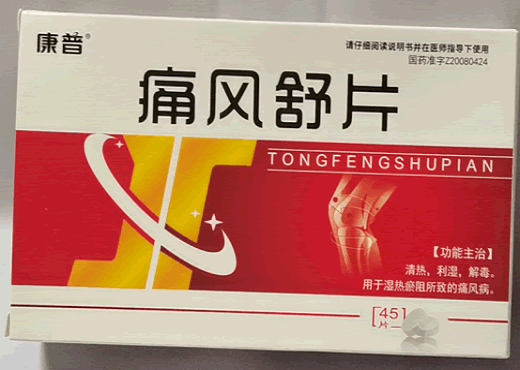 康普®
请仔细阅读说明书并在医师指导下使用
国药准字Z20080424
痛风舒片
TONGFENGSHUPIAN
【功能主治】
清热，利湿，解毒。
用于湿热瘀阻所致的痛风病。
45
片